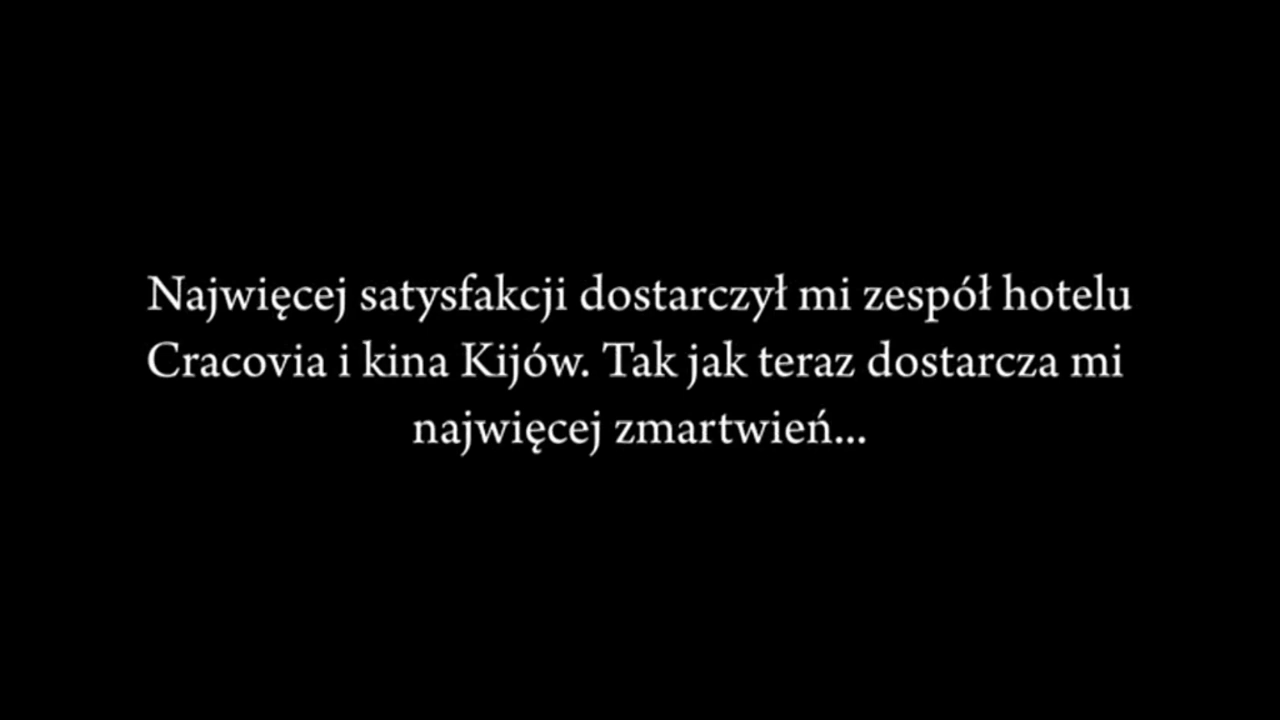 Najwięcej satysfakcji dostarczył mi zespół hotelu
Cracovia i kina Kijów. Tak jak teraz dostarcza mi
najwięcej zmartwień...